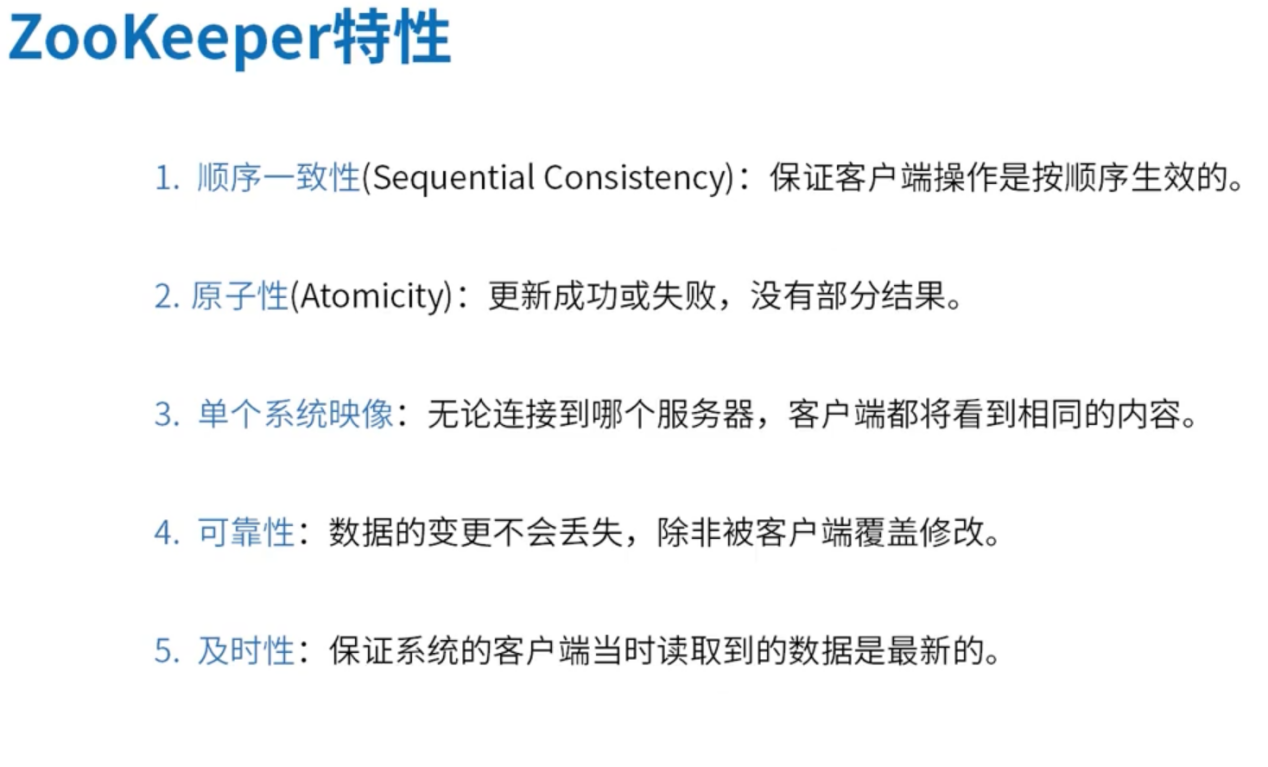 ZooKeeper特性
1. 顺序一致性(Sequential Consistency)：保证客户端操作是按顺序生效的。
2. 原子性(Atomicity)：更新成功或失败，没有部分结果。
3. 单个系统映像：无论连接到哪个服务器，客户端都将看到相同的内容。
4. 可靠性：数据的变更不会丢失，除非被客户端覆盖修改。
5. 及时性：保证系统的客户端当时读取到的数据是最新的。